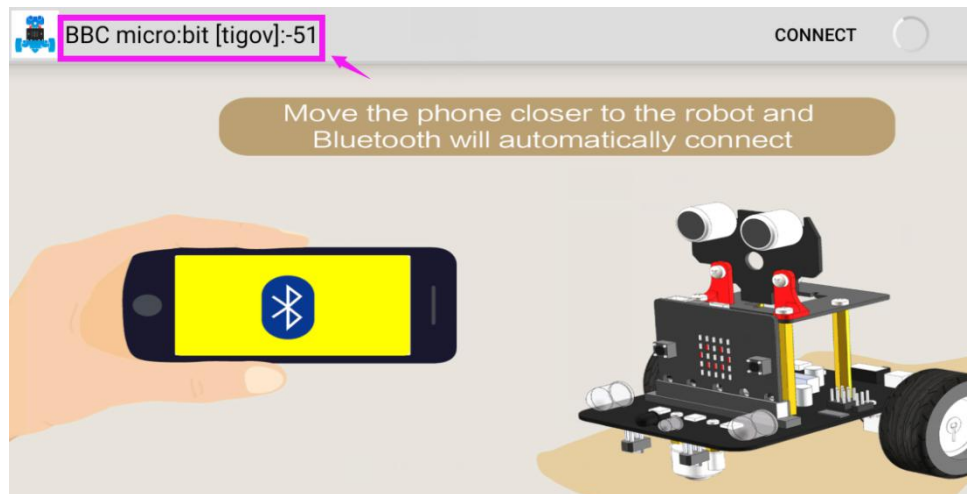 BBC micro:bit [tigov]:-51
CONNECT
Move the phone closer to the robot and
Bluetooth will automatically connect